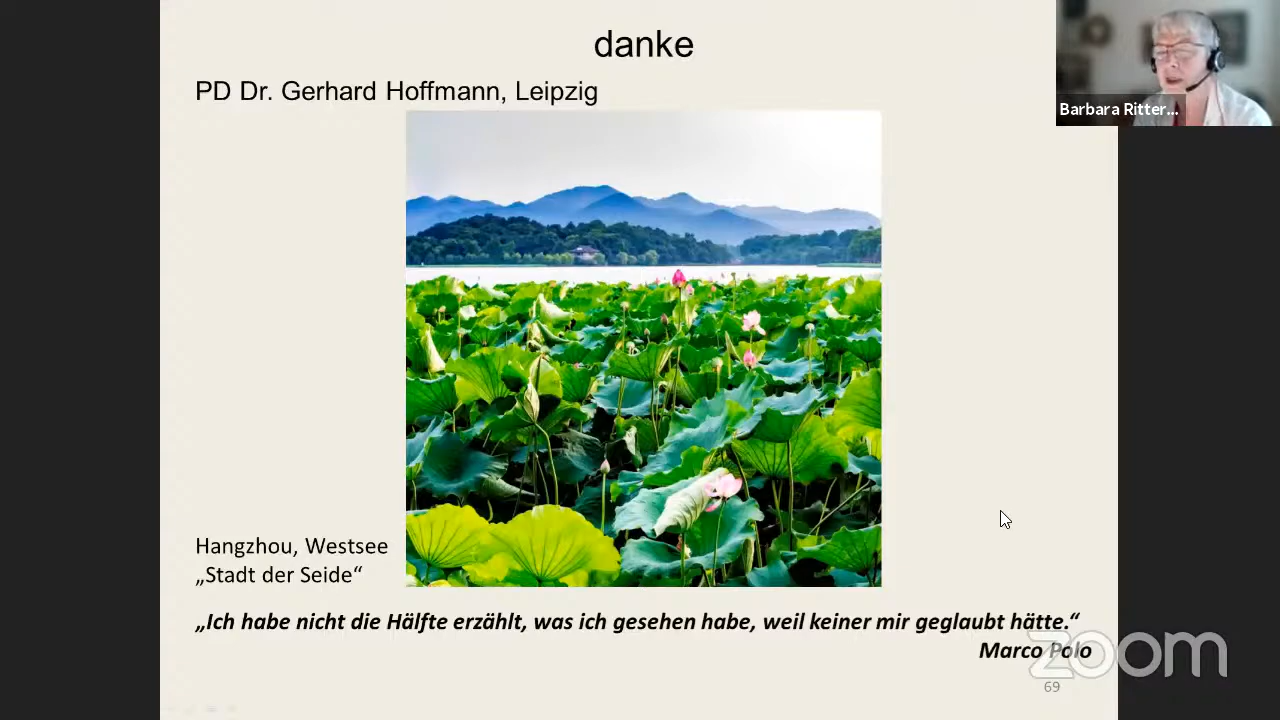 danke
PD Dr. Gerhard Hoffmann, Leipzig
Barbara Ritter...
Hangzhou, Westsee
„Stadt der Seide“
„Ich habe nicht die Hälfte erzählt, was ich gesehen habe, weil keiner mir geglaubt hätte.“
Marco Polo
zoom
69